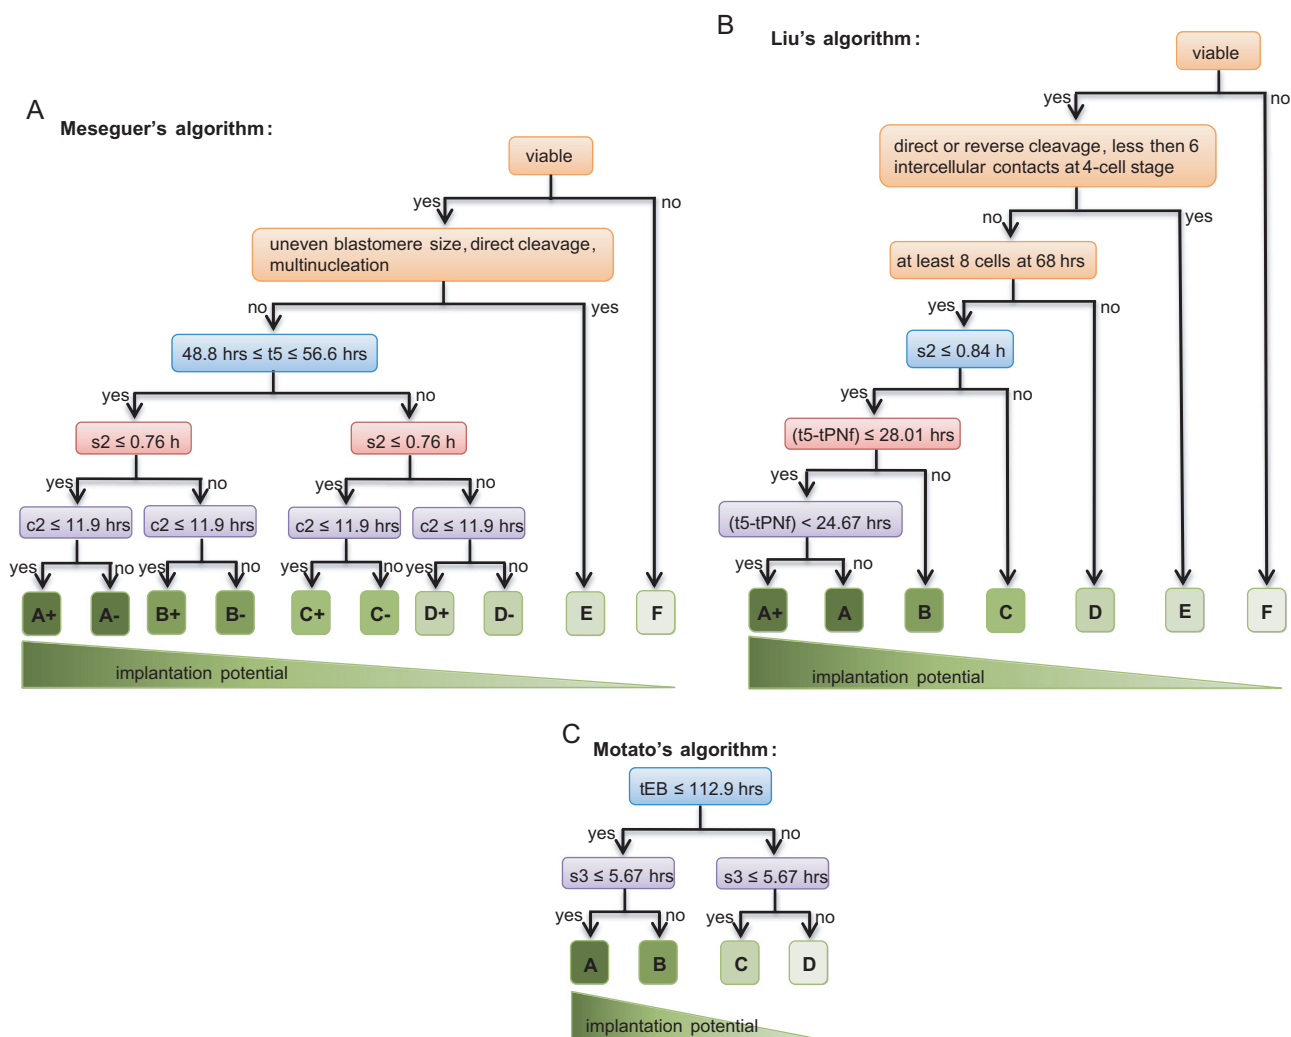 A
Meseguer's algorithm:
viable
yes
no
uneven blastomere size, direct cleavage,
multinucleation
no
yes
48.8 hrs ≤ t5 ≤ 56.6 hrs
yes
no
s2 ≤ 0.76 h
s2 ≤ 0.76 h
yes
no
yes
no
c2 ≤ 11.9 hrs
c2 ≤ 11.9 hrs
c2 ≤ 11.9 hrs
c2 ≤ 11.9 hrs
yes
no
yes
no
yes
no
yes
no
A+
A-
B+
B-
C+
C-
D+
D-
E
F
implantation potential
B
Liu's algorithm:
viable
yes
no
direct or reverse cleavage, less then 6
intercellular contacts at 4-cell stage
no
yes
at least 8 cells at 68 hrs
yes
no
s2 ≤ 0.84 h
yes
no
(t5-tPNf) ≤ 28.01 hrs
yes
no
(t5-tPNf) < 24.67 hrs
yes
no
A+
A
B
C
D
E
F
implantation potential
C
Motato's algorithm:
tEB ≤ 112.9 hrs
yes
no
s3 ≤ 5.67 hrs
s3 ≤ 5.67 hrs
yes
no
yes
no
A
B
C
D
implantation potential